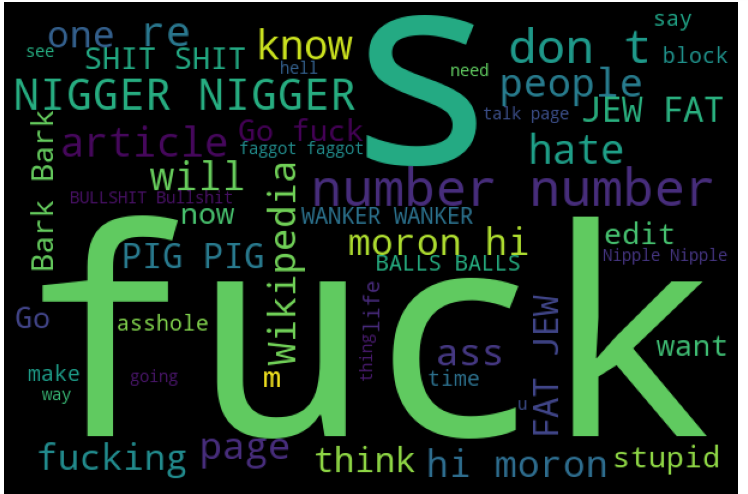 one re
S
say
see
SHIT SHIT
know
don t
block
hell
need
NIGGER NIGGER
people
talk page
JEW FAT
Bark Bark
article
Go fuck
faggot faggot
hate
will
Wikipedia
number number
BULLSHIT Bullshit
now
WANKER WANKER
edit
PIG PIG
moron hi
BALLS BALLS
Nipple Nipple
fuck
Go
asshole
life
thing
ass
FAT JEW
want
make
going
m
time
way
u
fucking
page
think
hi moron
stupid